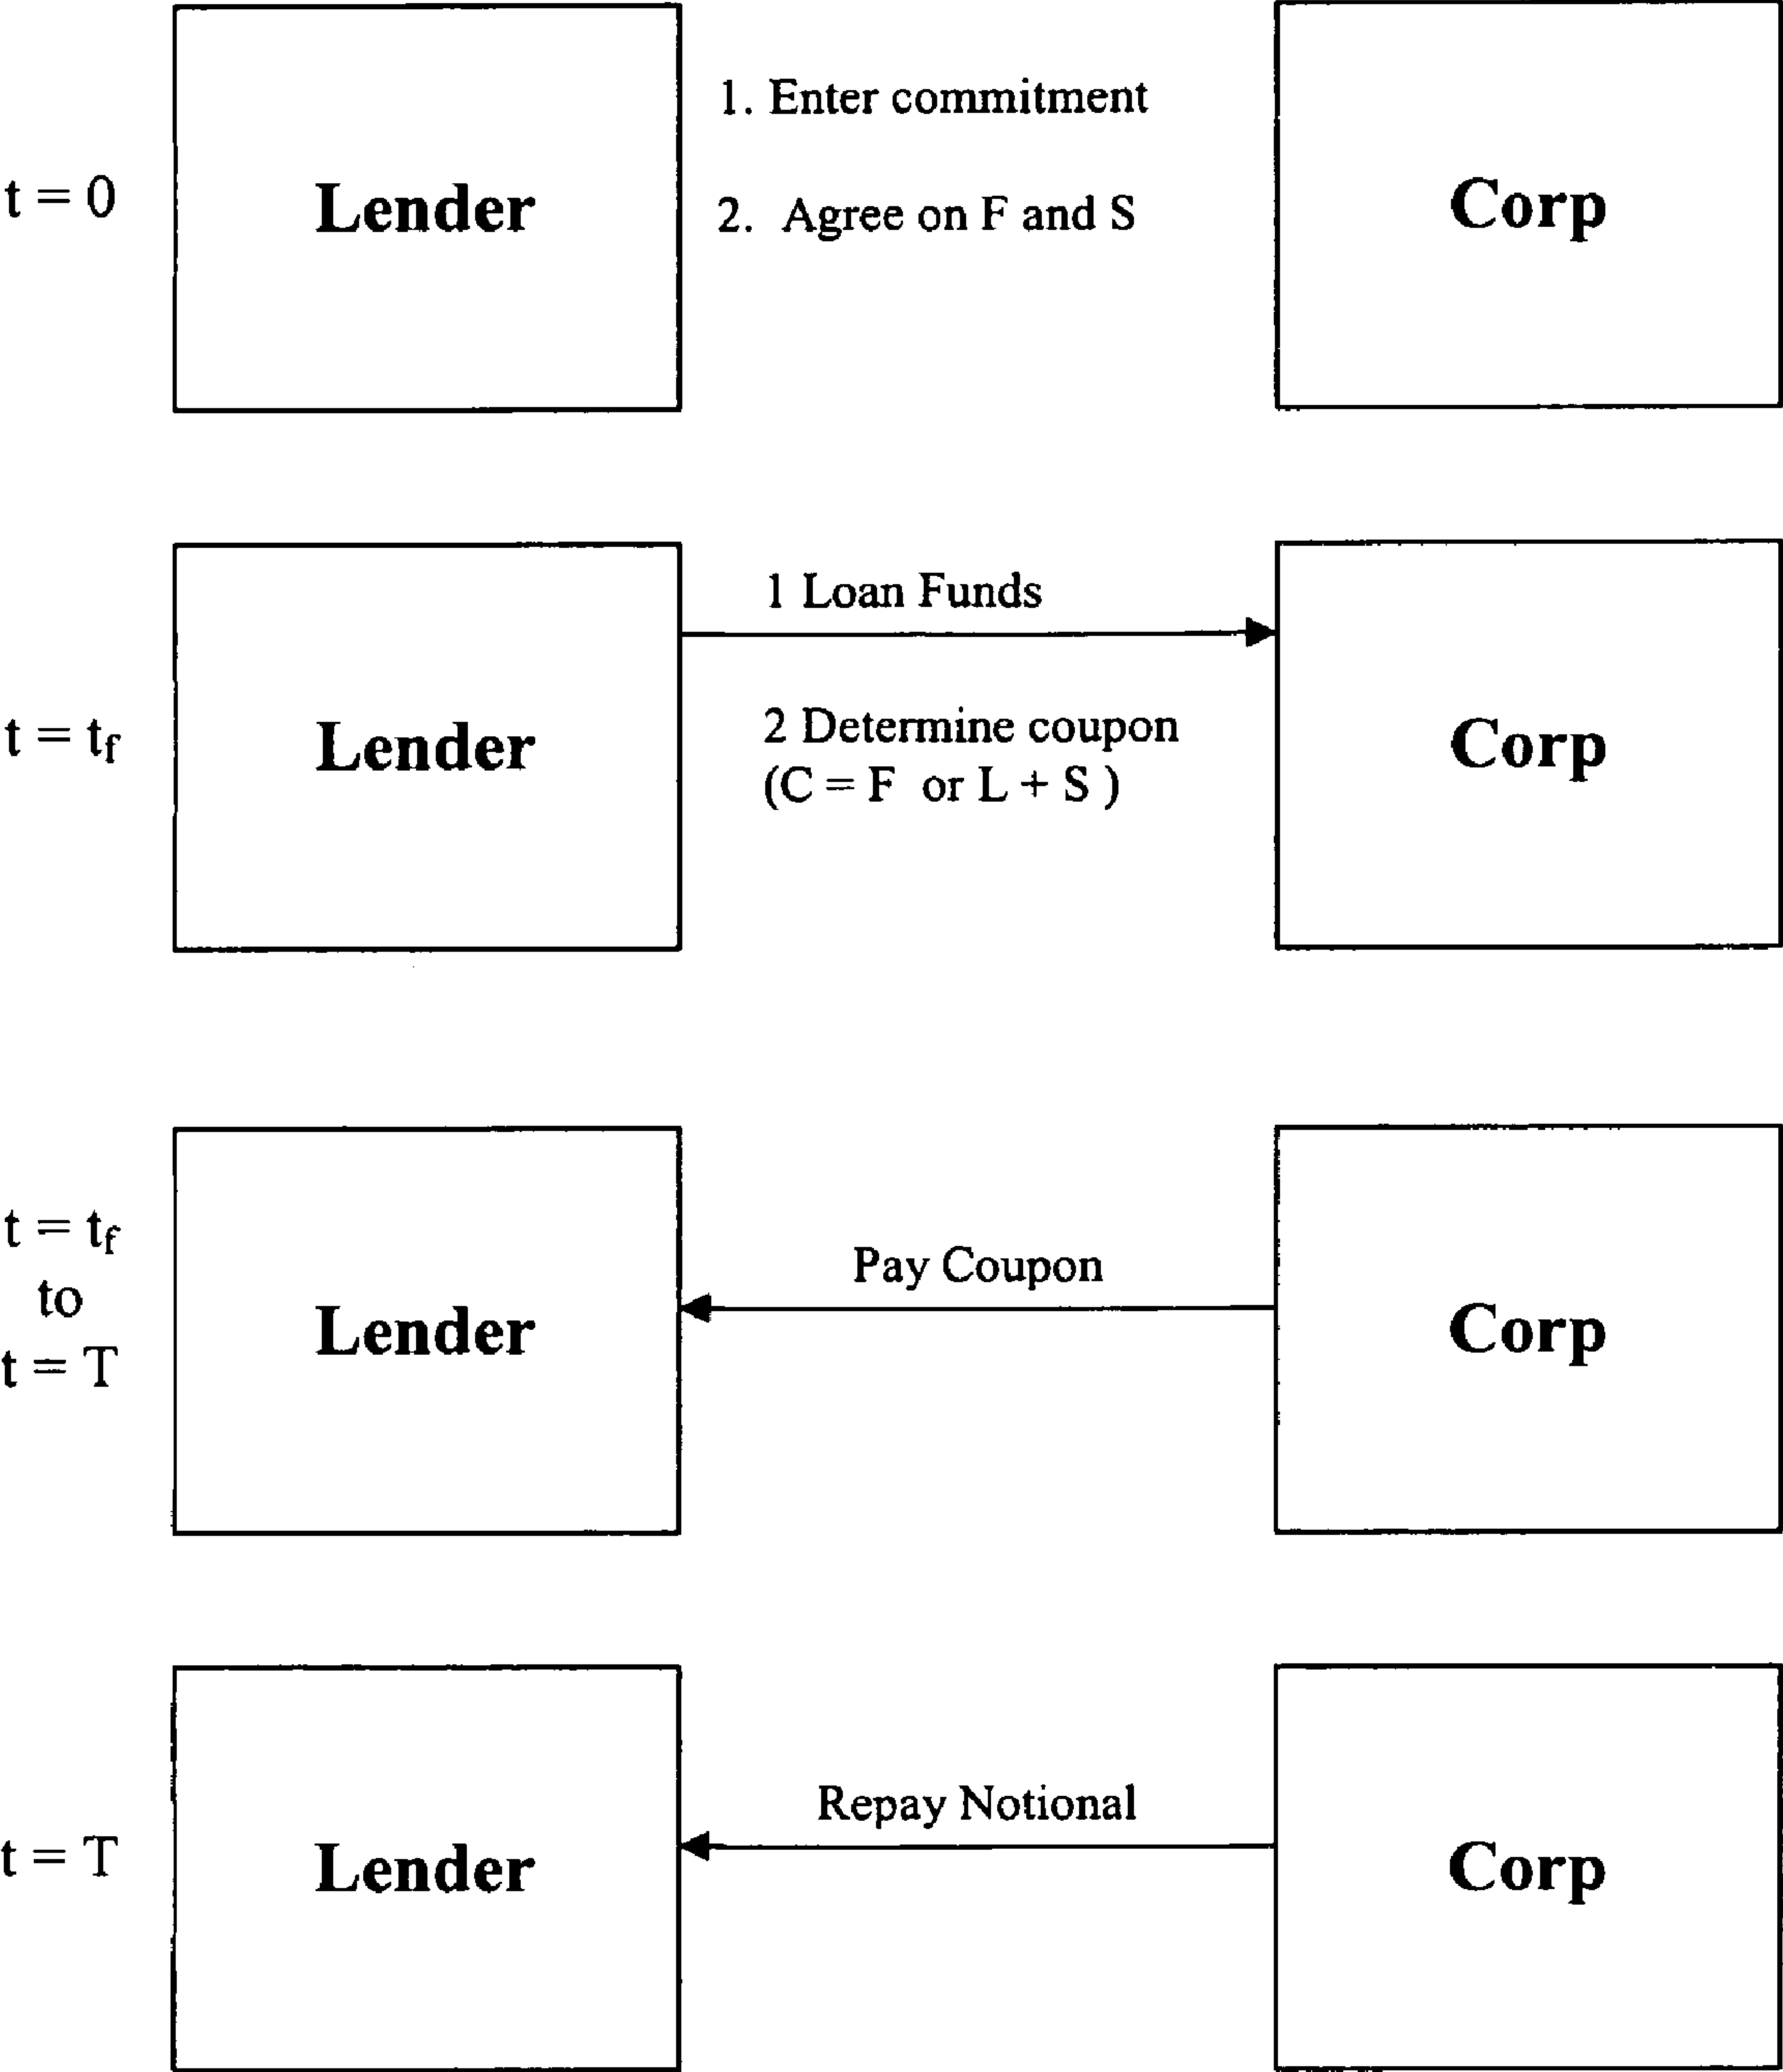 1. Enter commitment
t = 0
Lender
2. Agree on F and S
Corp
1 Loan Funds
t = tf
Lender
2 Determine coupon
(C = F or L + S )
Corp
t = tf
to
t = T
Lender
Pay Coupon
Corp
t = T
Lender
Repay Notional
Corp